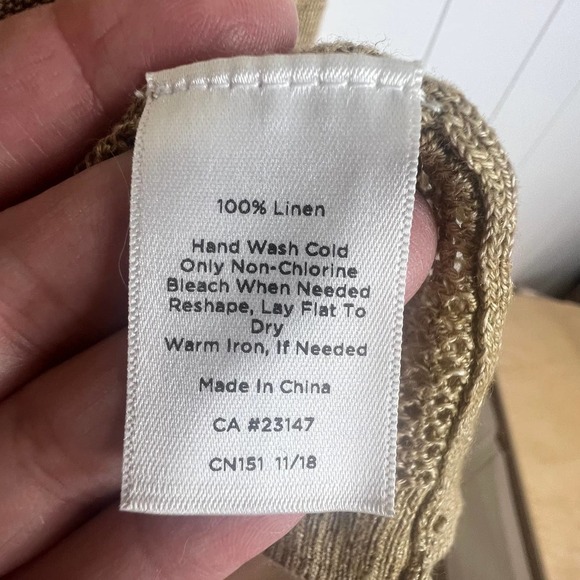 100% Linen
Hand Wash Cold
Only Non-Chlorine
Bleach When Needed
Reshape, Lay Flat To
Dry
Warm Iron, If Needed
Made In China
CA #23147
CN151 11/18